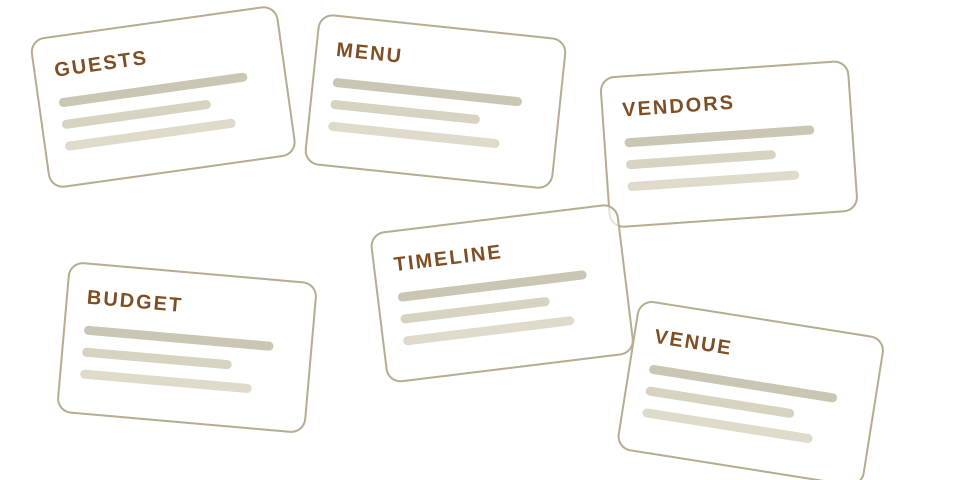 GUESTS
MENU
VENDORS
TIMELINE
BUDGET
VENUE